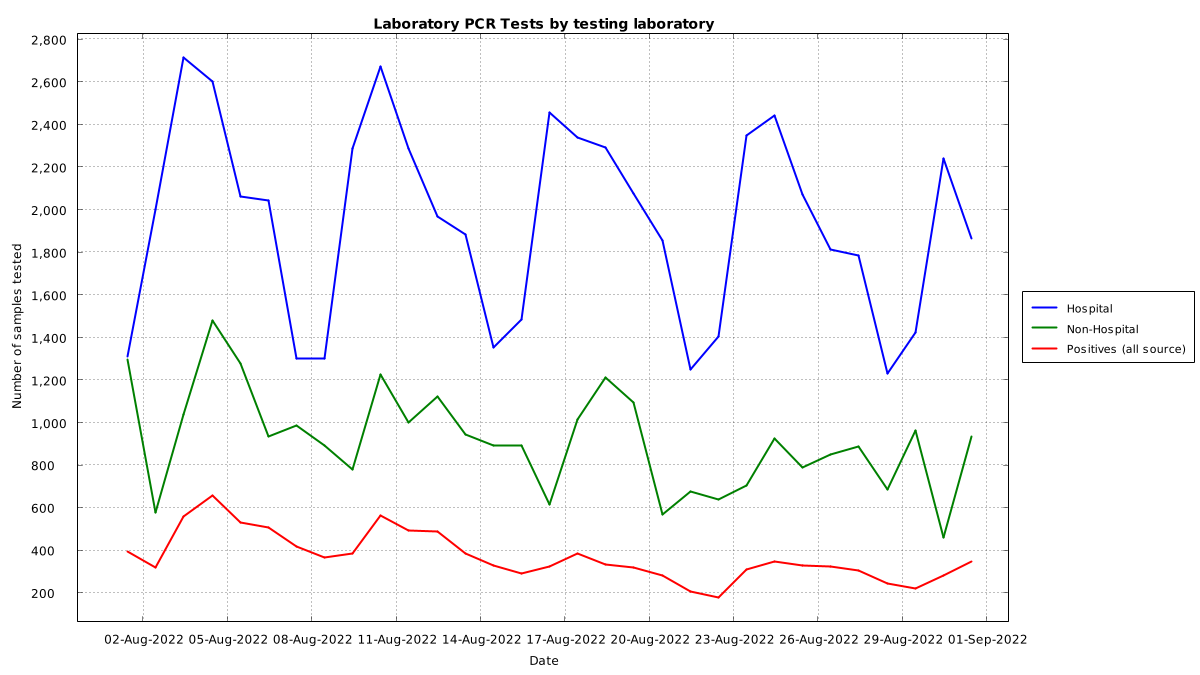 Laboratory PCR Tests by testing laboratory
2,800
2,600
2,400
2,200
2,000
1,800
1,600
1,400
1,200
1,000
800
600
400
200
Number of samples tested
02-Aug-2022 05-Aug-2022 08-Aug-2022 11-Aug-2022 14-Aug-2022 17-Aug-2022 20-Aug-2022 23-Aug-2022 26-Aug-2022 29-Aug-2022 01-Sep-2022
Date
Hospital
Non-Hospital
Positives (all source)